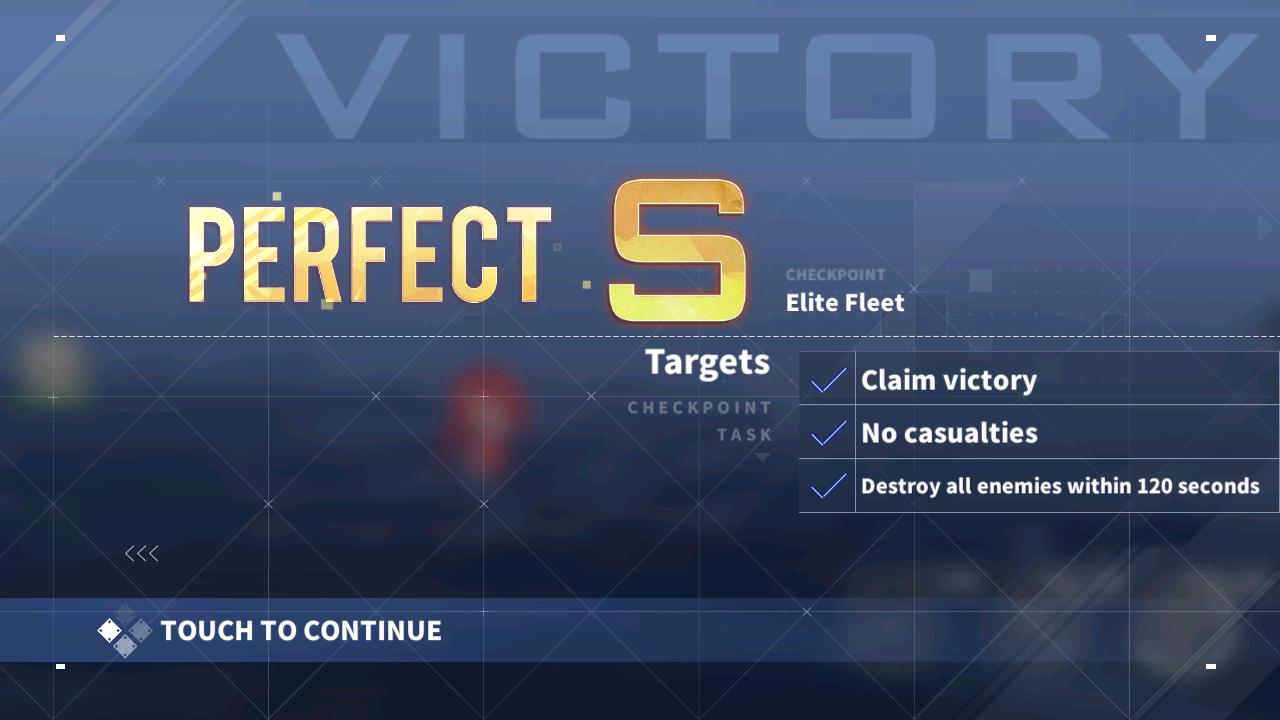 VICTORY
PERFECT S
CHECKPOINT
Elite Fleet
Targets
CHECKPOINT
TASK
Claim victory
No casualties
Destroy all enemies within 120 seconds
TOUCH TO CONTINUE